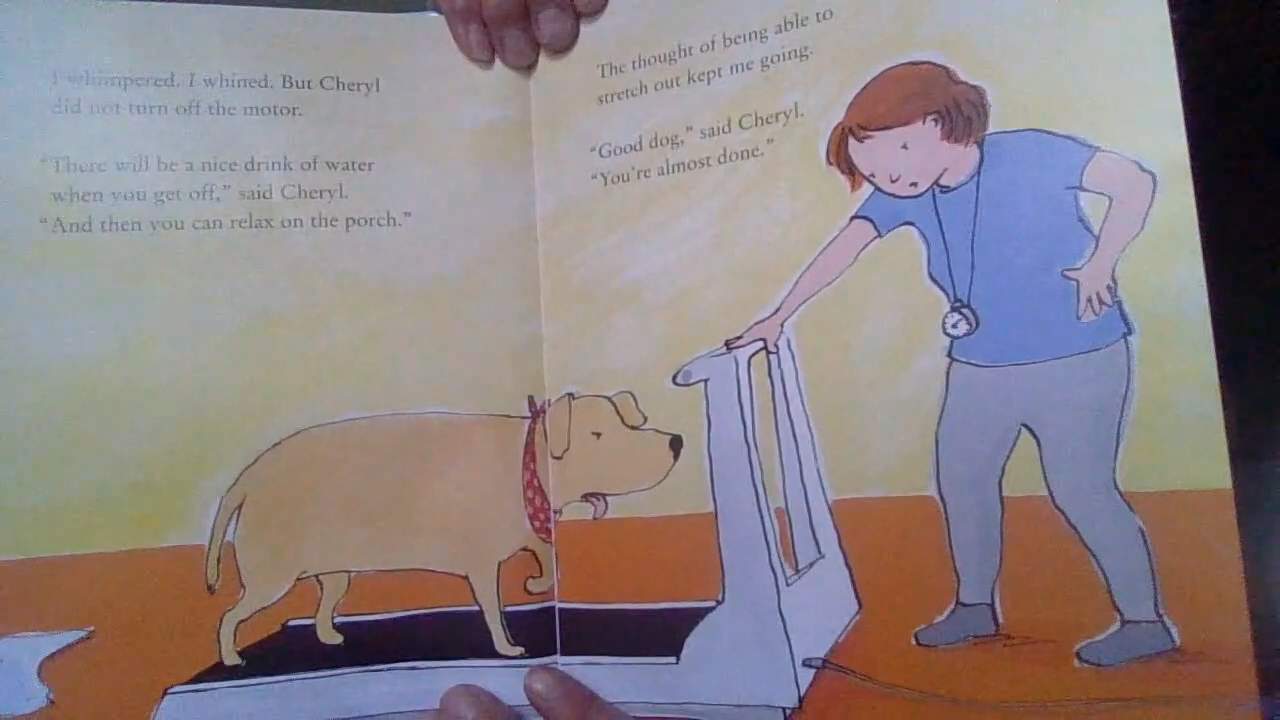 I whimpered. I whined. But Cheryl
did not turn off the motor.
“There will be a nice drink of water
when you get off,” said Cheryl.
“And then you can relax on the porch.”
The thought of being able to
stretch out kept me going.
“Good dog,” said Cheryl.
“You’re almost done.”